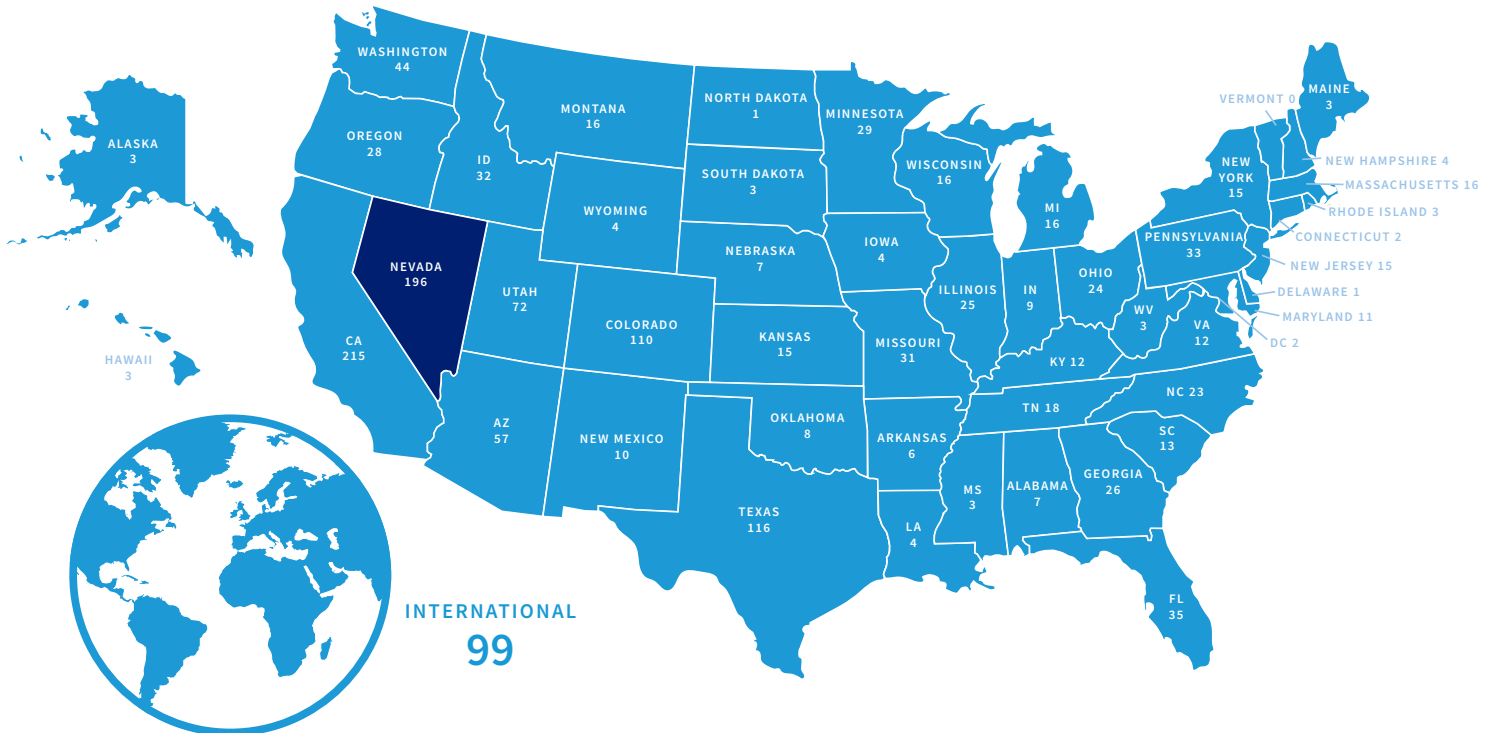 WASHINGTON
44
OREGON
28
ID
32
MONTANA
16
NORTH DAKOTA
1
MINNESOTA
29
WISCONSIN
16
MI
16
SOUTH DAKOTA
3
WYOMING
4
NEBRASKA
7
IOWA
4
ILLINOIS
25
IN
9
OHIO
24
PENNSYLVANIA
33
NEW
YORK
15
VERMONT 0
MAINE
3
NEW HAMPSHIRE 4
MASSACHUSETTS 16
RHODE ISLAND 3
CONNECTICUT 2
NEW JERSEY 15
DELAWARE 1
MARYLAND 11
DC 2
WV
3
VA
12
KY 12
NC 23
TN 18
SC
13
GEORGIA
26
ALABAMA
7
MS
3
FL
35
LA
4
ARKANSAS
6
MISSOURI
31
KANSAS
15
OKLAHOMA
8
TEXAS
116
NEW MEXICO
10
COLORADO
110
UTAH
72
AZ
57
NEVADA
196
CA
215
ALASKA
3
HAWAII
3
INTERNATIONAL
99